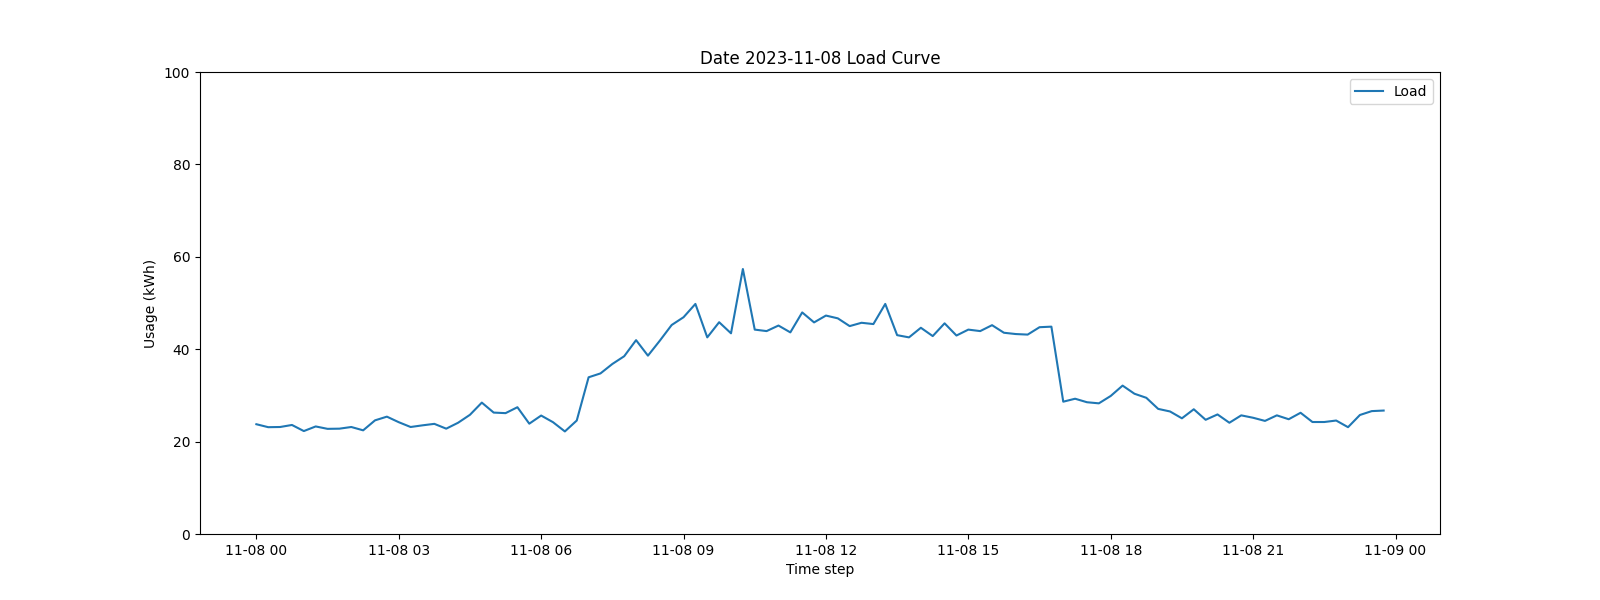 Date 2023-11-08 Load Curve
Load
Usage (kWh)
100
80
60
40
20
0
11-08 00 11-08 03 11-08 06 11-08 09 11-08 12 11-08 15 11-08 18 11-08 21 11-09 00
Time step